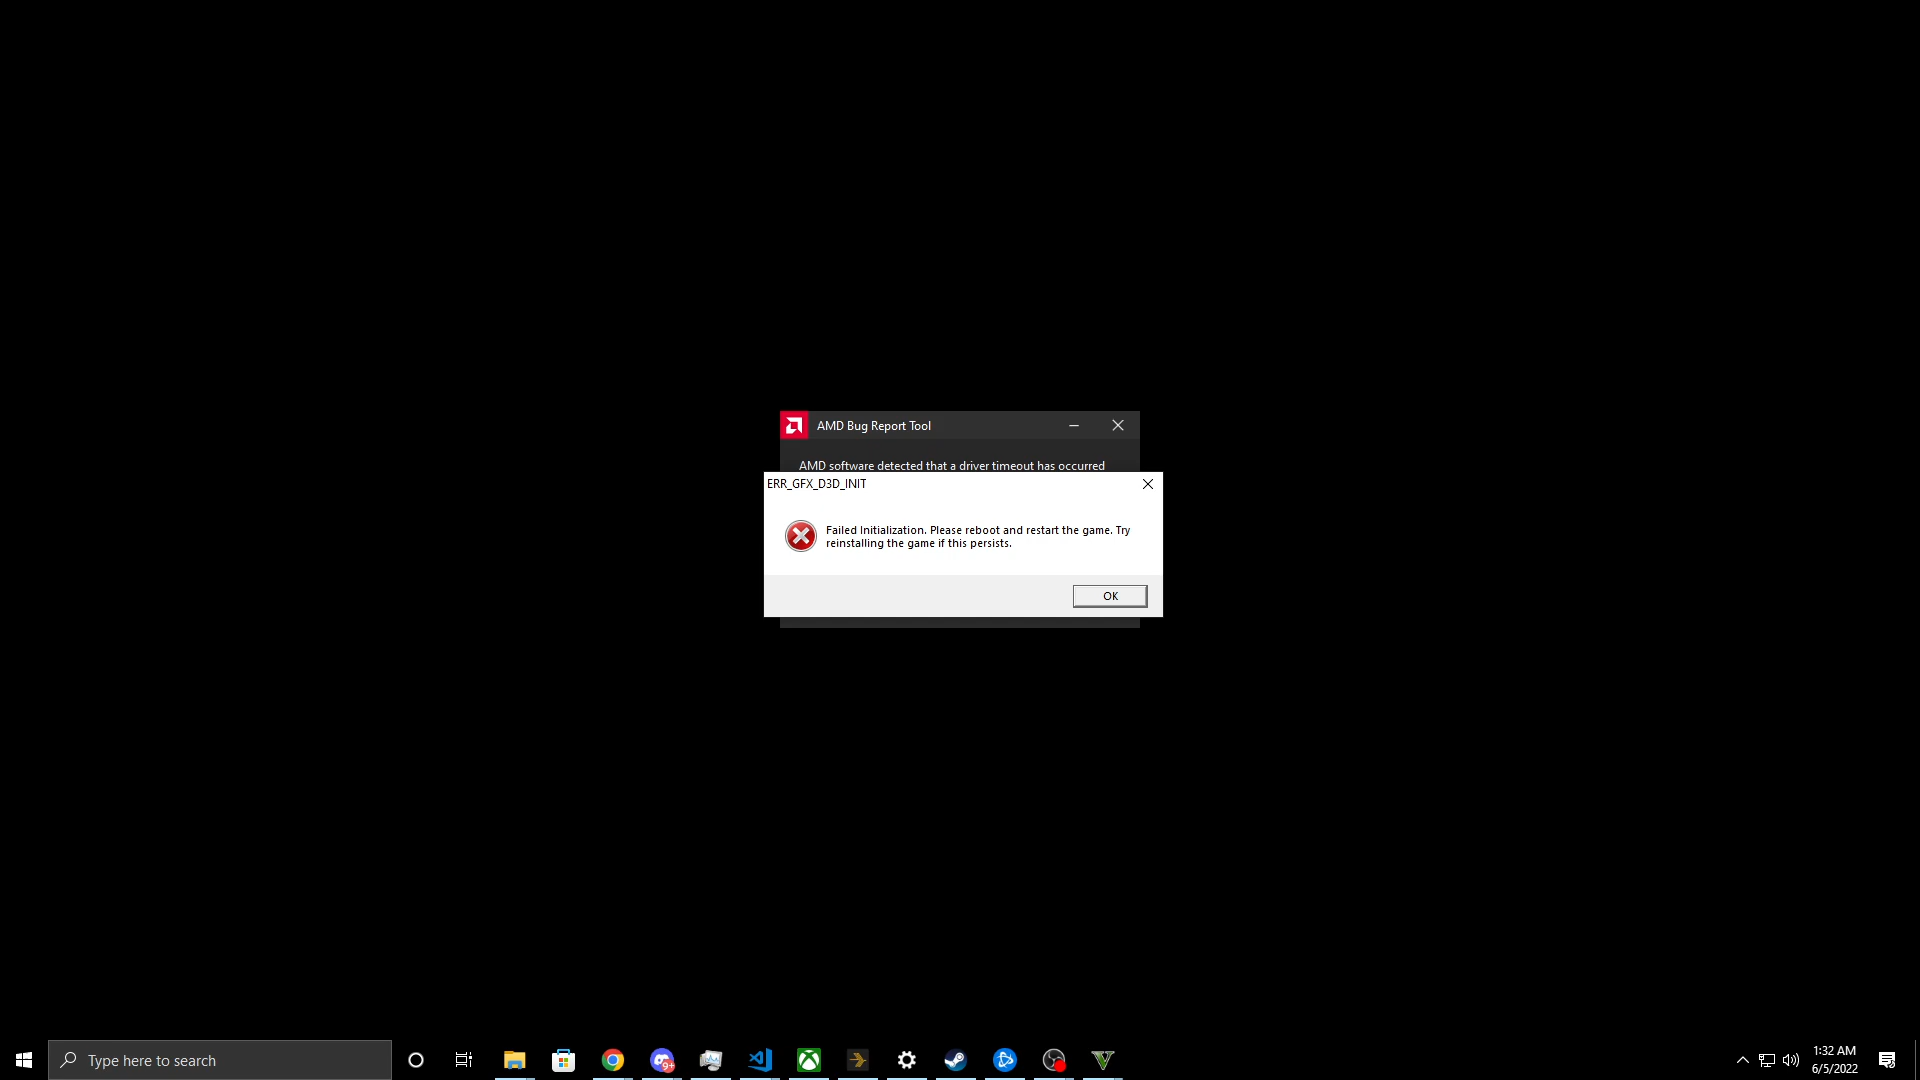 AMD Bug Report Tool
AMD software detected that a driver timeout has occurred
ERR_GFX_D3D_INIT
Failed Initialization. Please reboot and restart the game. Try
reinstalling the game if this persists.
OK
Type here to search
9+
1:32 AM
6/5/2022